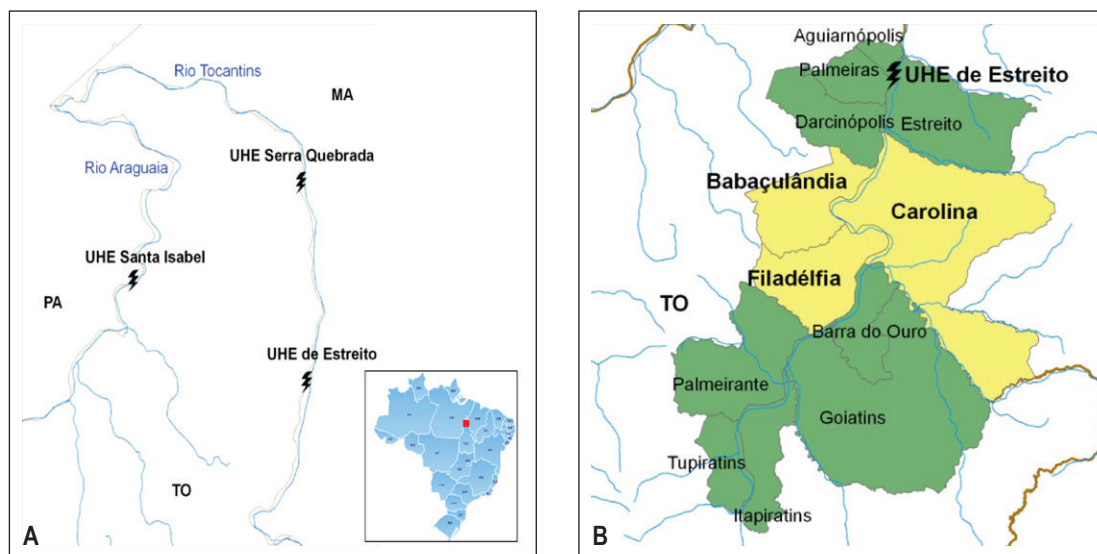 Rio Tocantins
MA
UHE Serra Quebrada
Rio Araguaia
UHE Santa Isabel
PA
UHE de Estreito
TO
A
Aguiarnópolis
Palmeiras
UHE de Estreito
Darcinópolis
Estreito
Babaçulândia
Carolina
Filadélfia
TO
Barra do Ouro
Palmeirante
Goiatins
Tupiratins
Itapiratins
B